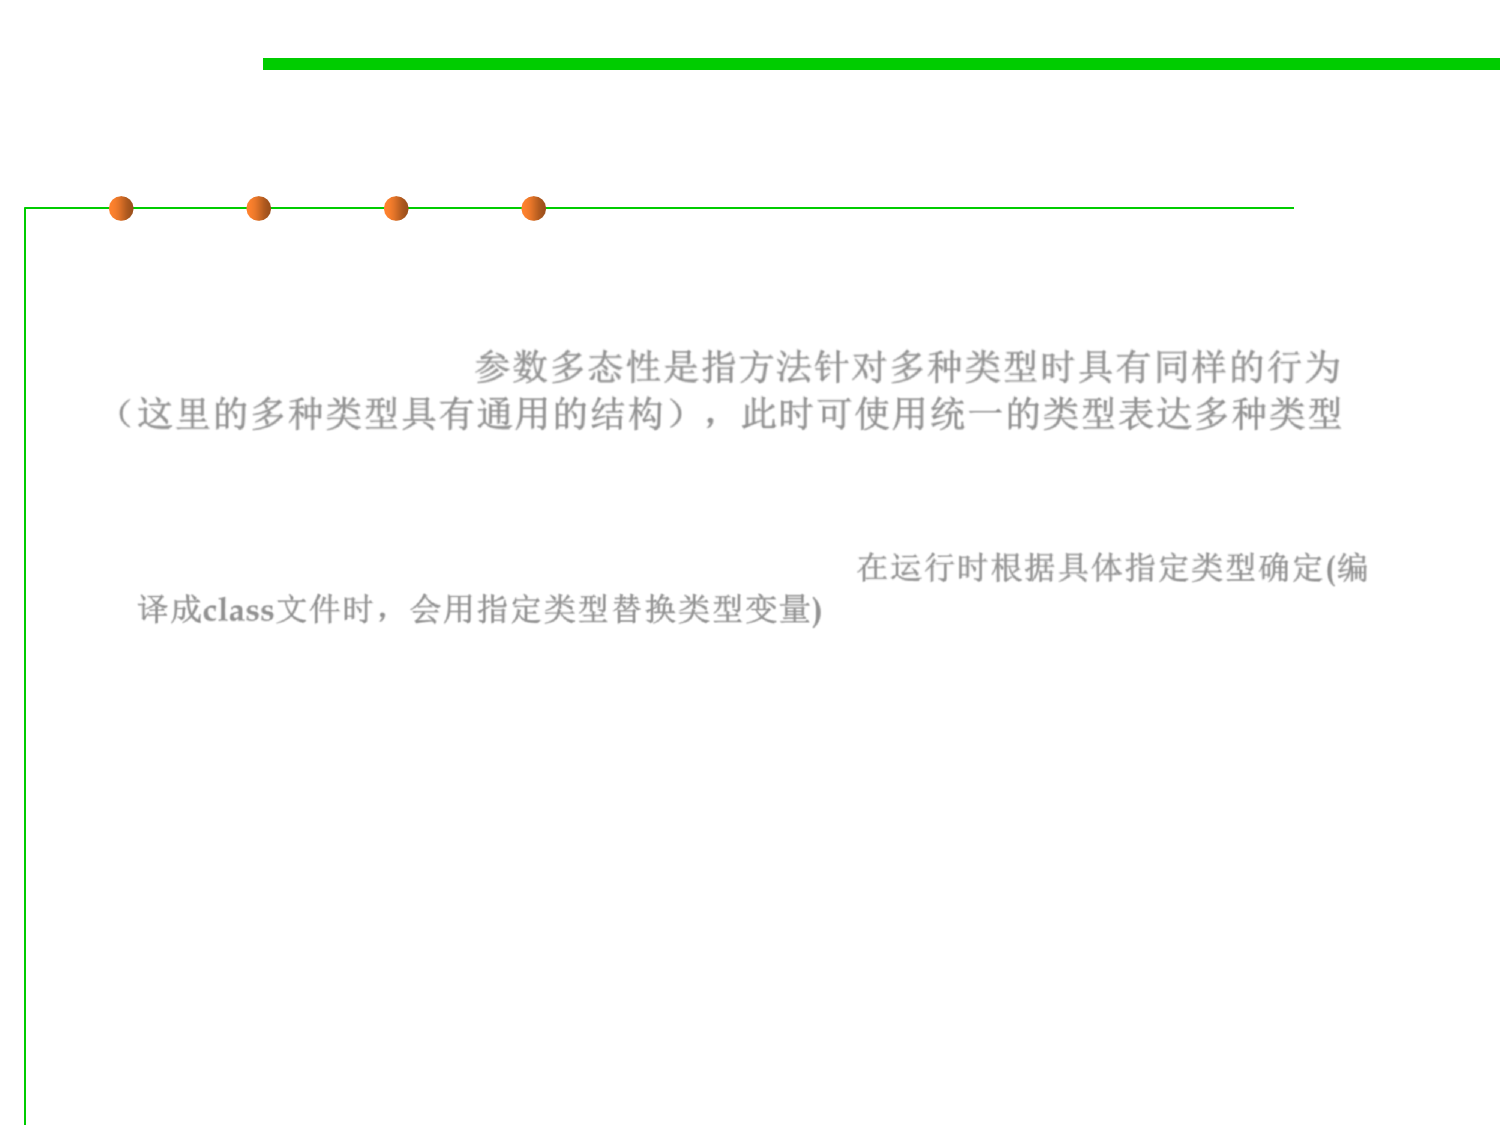 参数多态性是指方法针对多种类型时具有同样的行为
（这里的多种类型具有通用的结构），此时可使用统一的类型表达多种类型
在运行时根据具体指定类型确定(编
译成class文件时，会用指定类型替换类型变量)